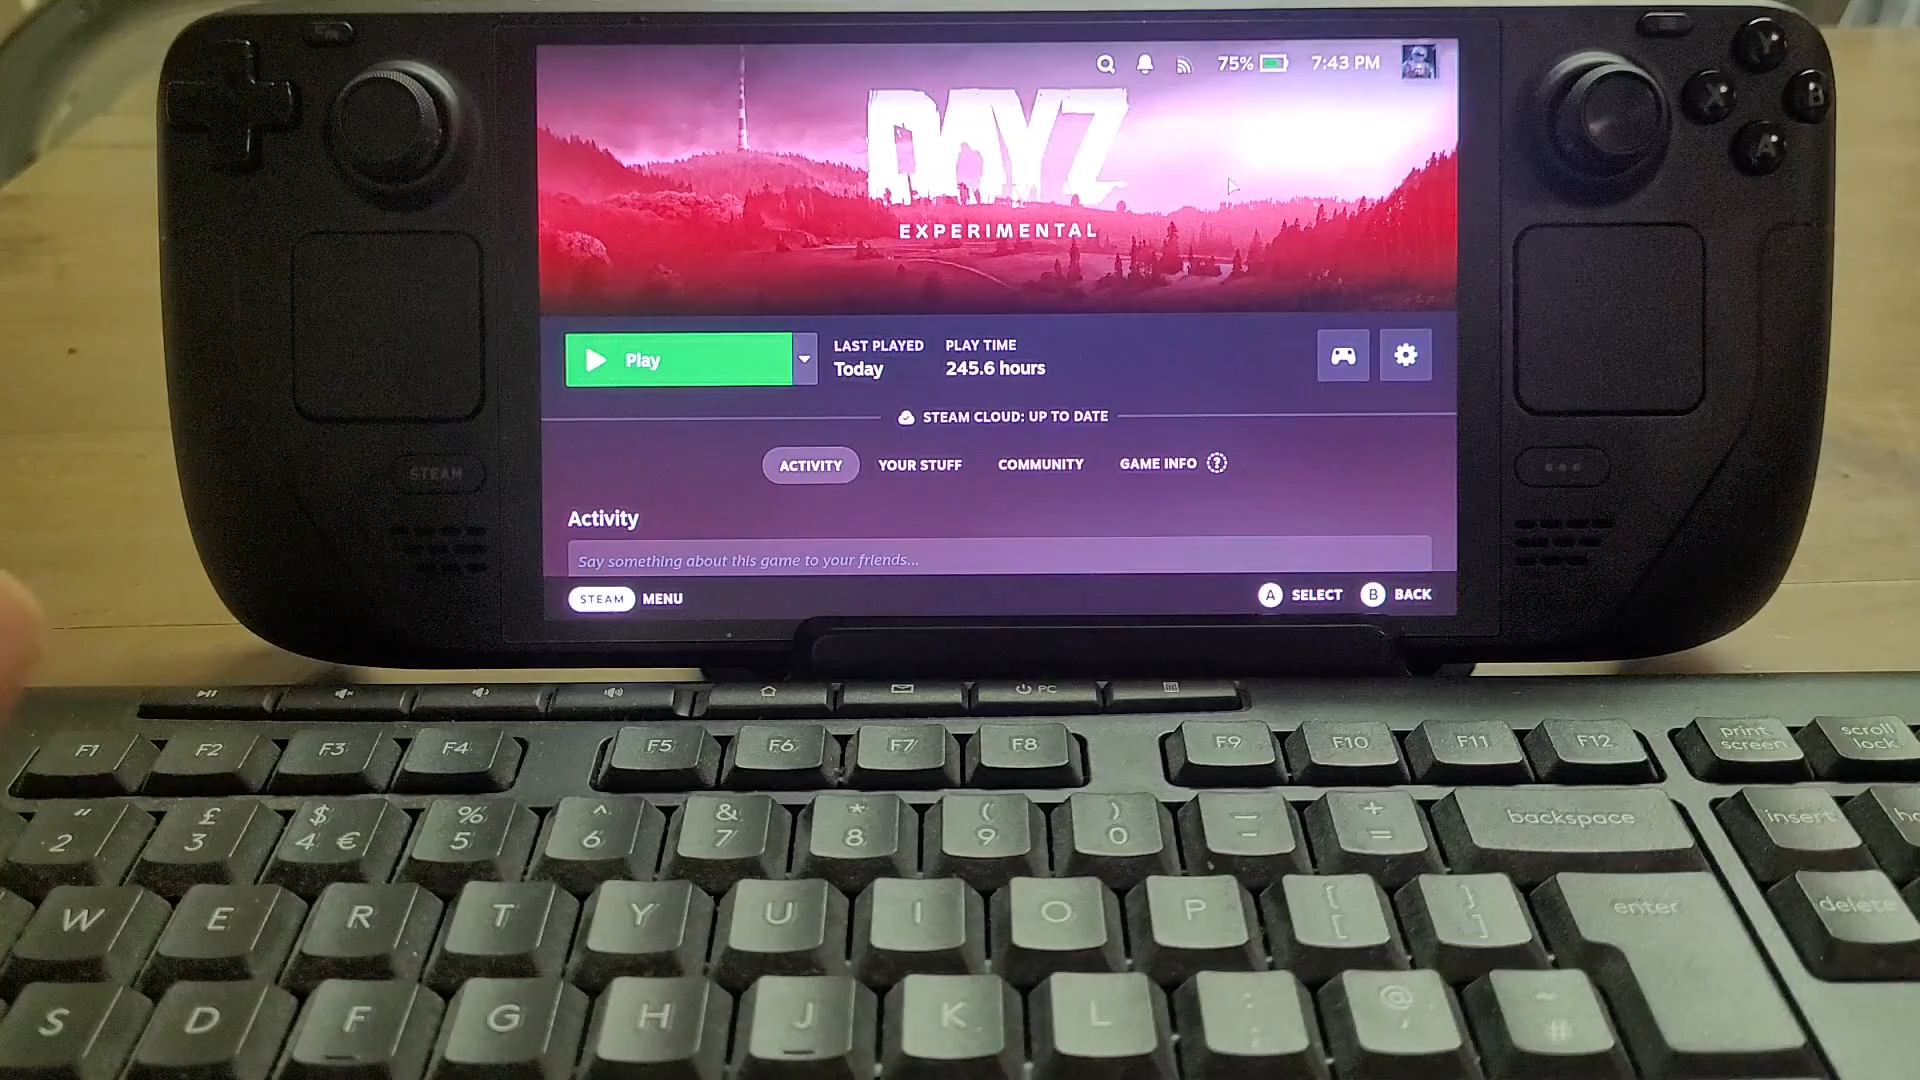 75% 7:43 PM
DAYZ
EXPERIMENTAL
Y
X B
A
Play
LAST PLAYED
Today
PLAY TIME
245.6 hours
STEAM CLOUD: UP TO DATE
ACTIVITY YOUR STUFF COMMUNITY GAME INFO ?
STEAM
Activity
Say something about this game to your friends...
STEAM MENU A SELECT B BACK
PC
F1 F2 F3 F4 F5 F6 F7 F8 F9 F10 F11 F12 print screen scroll lock
" 2 £ 3 $ 4 € % 5 ^ 6 & 7 * 8 ( 9 ) 0 _ - + = backspace insert
W E R T Y U I O P { [ } ] enter delete
S D F G H J K L : ; @ ' ~ #